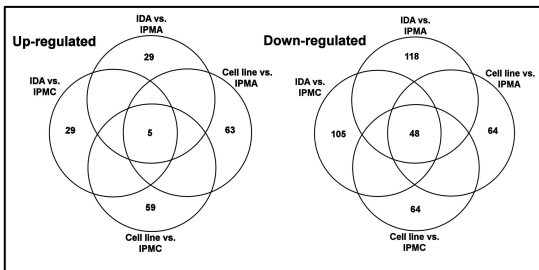 Up-regulated
IDA vs.
IPMA
29
IDA vs.
IPMC
Cell line vs.
IPMA
29
5
63
59
Cell line vs.
IPMC
Down-regulated
IDA vs.
IPMA
118
IDA vs.
IPMC
Cell line vs.
IPMA
105
48
64
64
Cell line vs.
IPMC